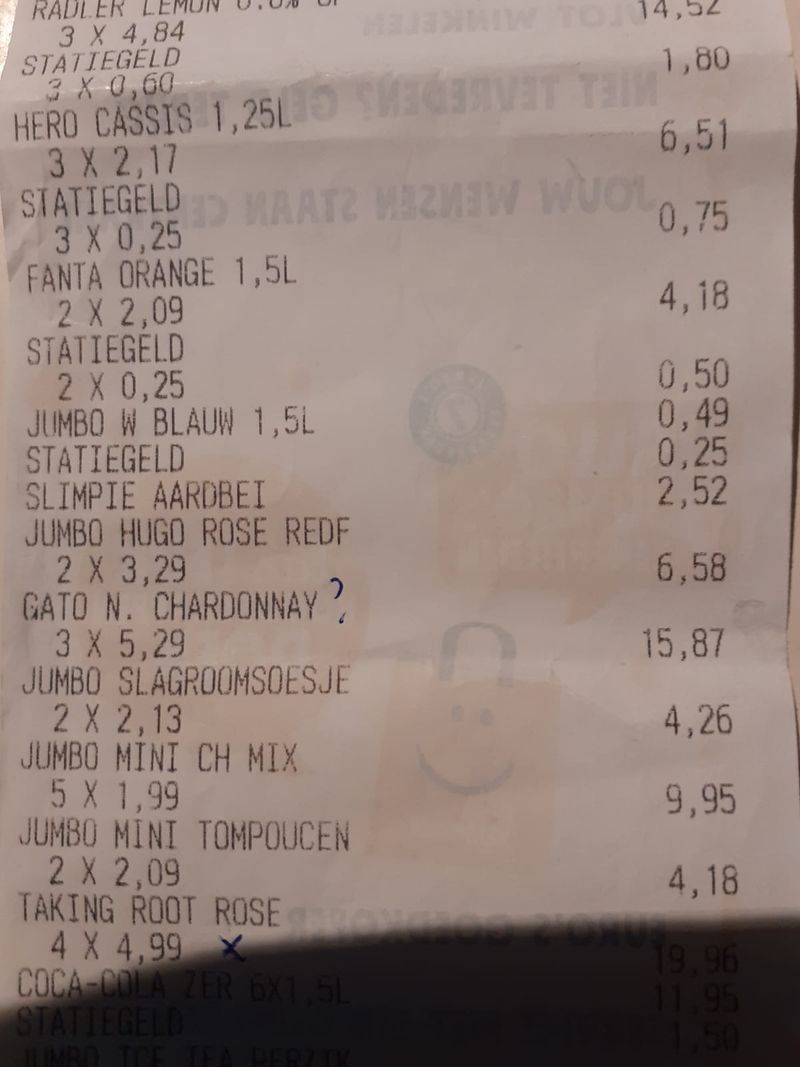 RADLER LEMON 0.0% 14,52
3 X 4,84
STATIEGELD 1,80
3 X 0,60
HERO CASSIS 1,25L
3 X 2,17 6,51
STATIEGELD
3 X 0,25 0,75
FANTA ORANGE 1,5L
2 X 2,09 4,18
STATIEGELD
2 X 0,25 0,50
JUMBO W BLAUW 1,5L 0,49
STATIEGELD 0,25
SLIMPIE AARDBEI 2,52
JUMBO HUGO ROSE REDF
2 X 3,29 6,58
GATO N. CHARDONNAY ?
3 X 5,29 15,87
JUMBO SLAGROOMSOESJE
2 X 2,13 4,26
JUMBO MINI CH MIX
5 X 1,99 9,95
JUMBO MINI TOMPOUCEN
2 X 2,09 4,18
TAKING ROOT ROSE
4 X 4,99 x 19,96
COCA-COLA ZER 6X1,5L 11,95
STATIEGELD 1,50
JUMBO ICE TEA PERZIK